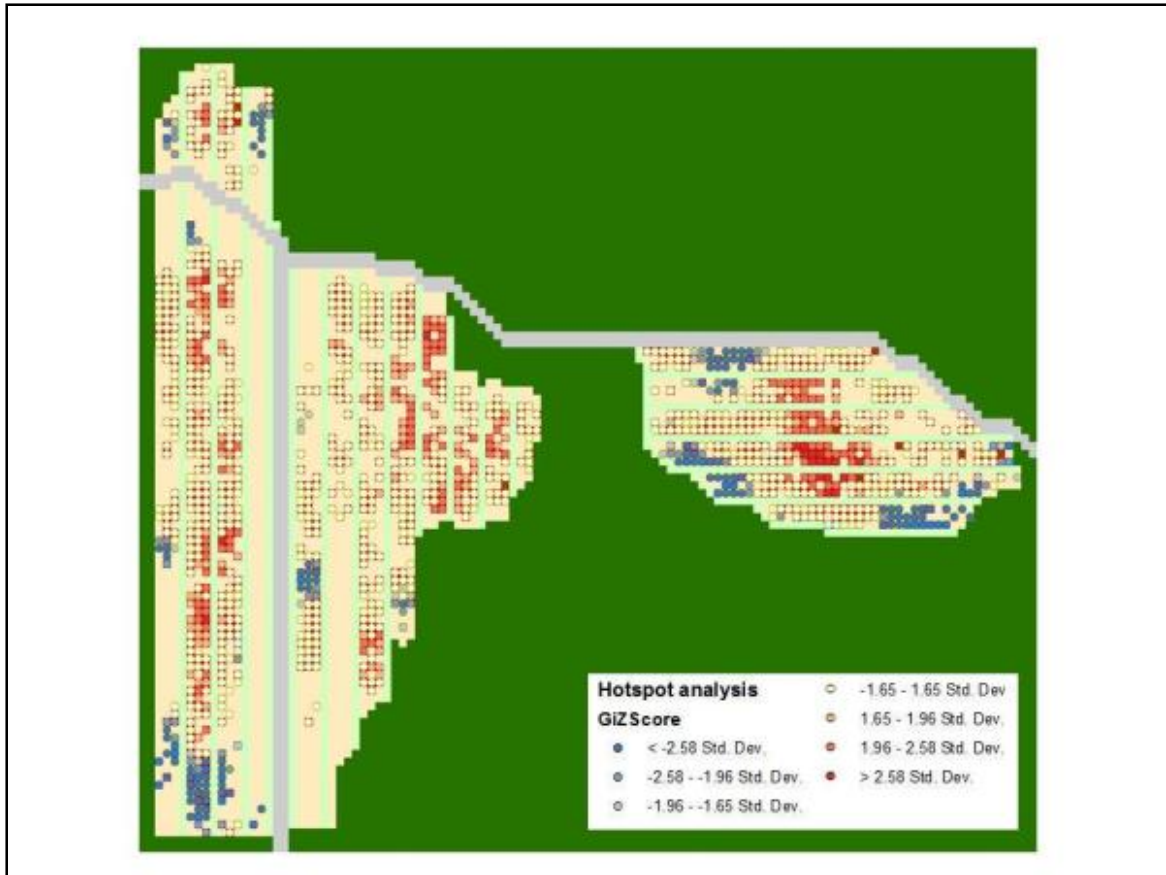 Hotspot analysis
GiZScore
< -2.58 Std. Dev.
-2.58 - -1.96 Std. Dev.
-1.96 - -1.65 Std. Dev.
-1.65 - 1.65 Std. Dev
1.65 - 1.96 Std. Dev.
1.96 - 2.58 Std. Dev.
> 2.58 Std. Dev.